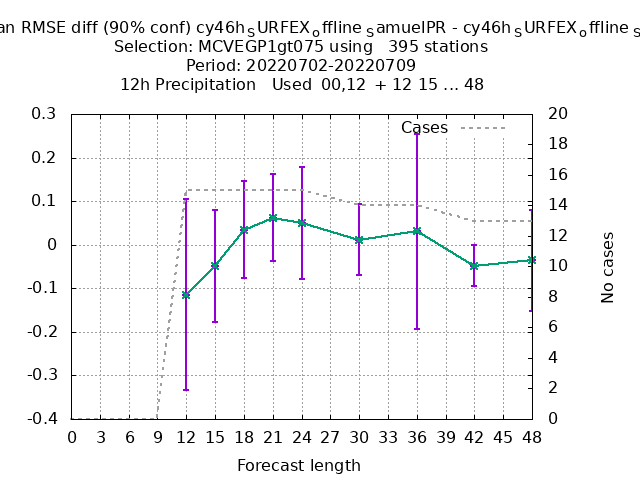 an RMSE diff (90% conf) cy46hSURFEXoffline samuelPR - cy46hSURFEXoffline s
Selection: MCVEGP1gt075 using 395 stations
Period: 20220702-20220709
12h Precipitation Used 00,12 + 12 15 ... 48
Cases
0.3
0.2
0.1
0
-0.1
-0.2
-0.3
-0.4
20
18
16
14
12
10
8
6
4
2
0
No cases
0 3 6 9 12 15 18 21 24 27 30 33 36 39 42 45 48
Forecast length